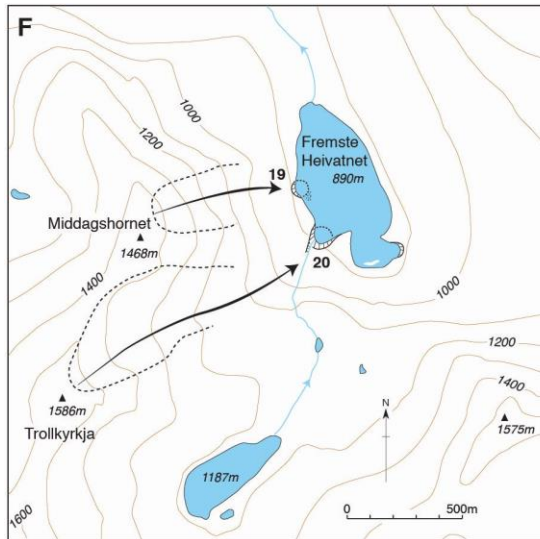 F
1000
1200
Fremste
Heivatnet
890m
19
Middagshornet
1468m
20
1400
1000
1200
1400
1586m
Trollkyrkja
N
1575m
1187m
1600
0 500m